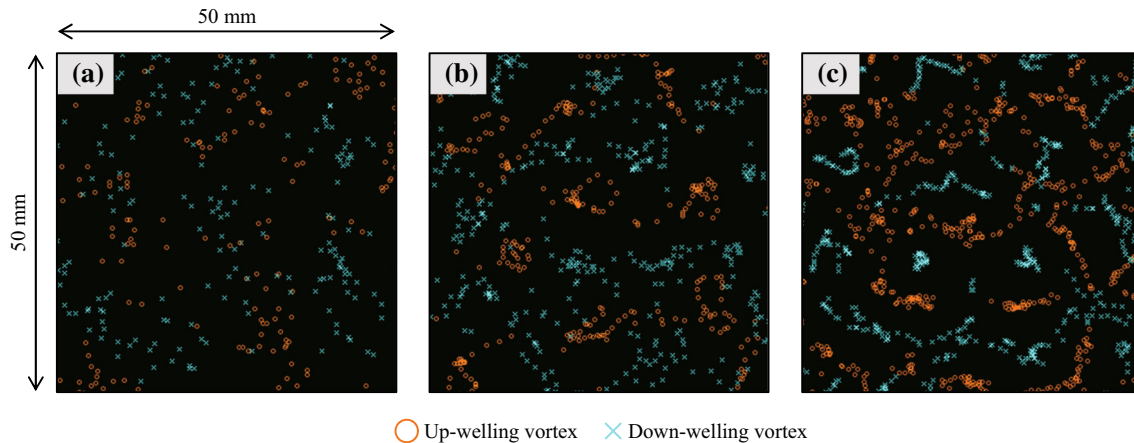 50 mm
50 mm
(a)
(b)
(c)
Up-welling vortex
Down-welling vortex